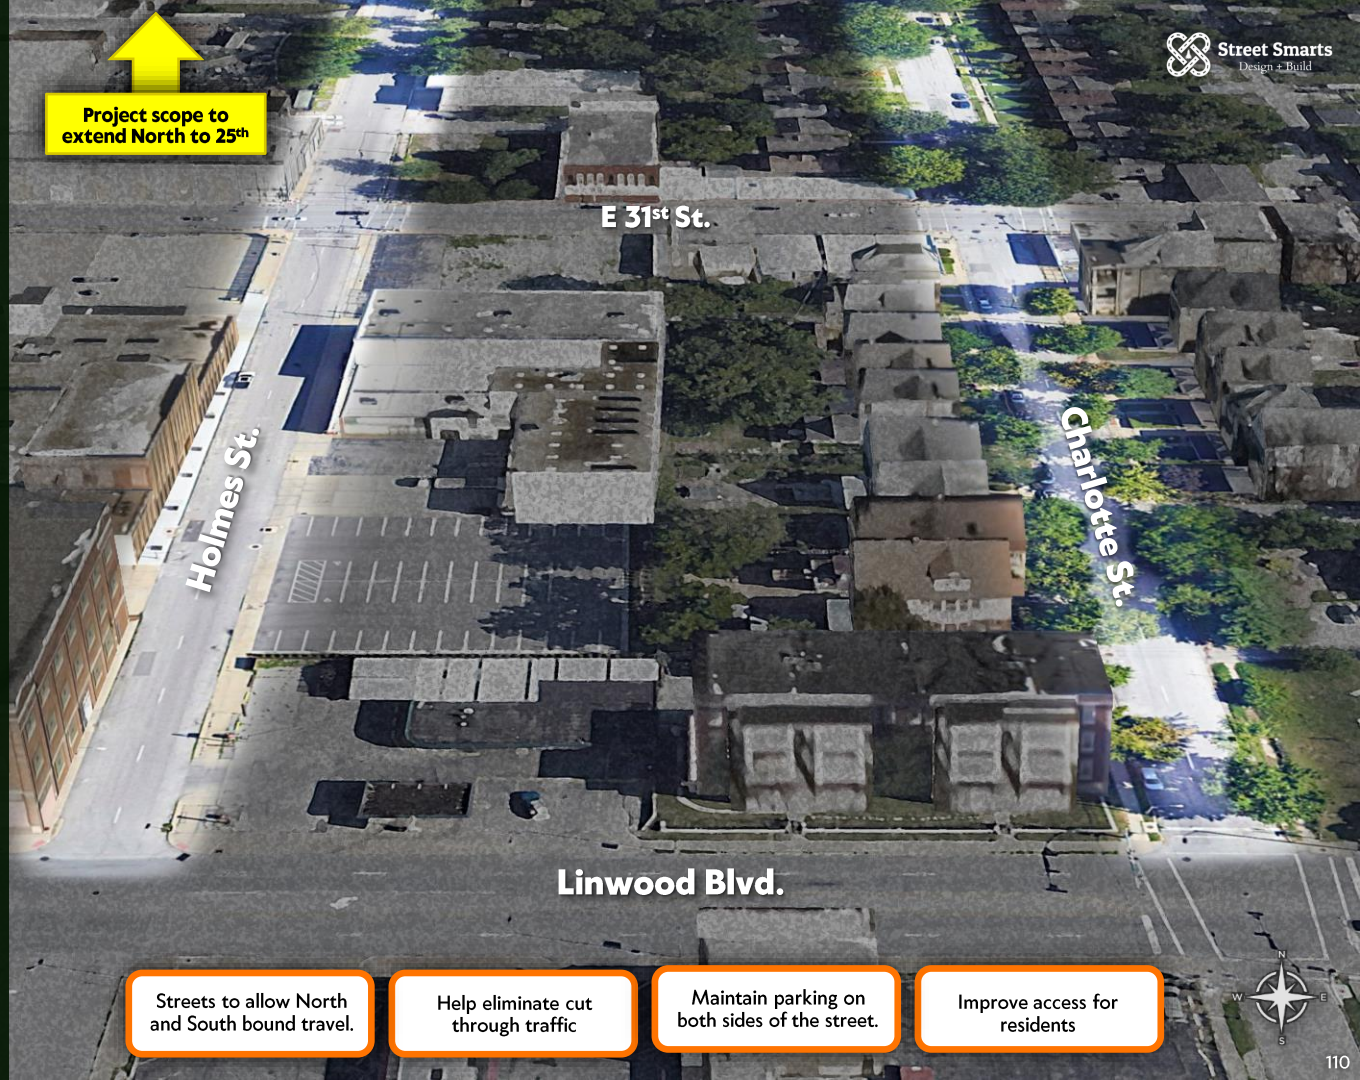 Project scope to
extend North to 25th
Street Smarts
Design + Build
E 31st St.
Holmes St.
Charlotte St.
Linwood Blvd.
Streets to allow North
and South bound travel.
Help eliminate cut
through traffic
Maintain parking on
both sides of the street.
Improve access for
residents
N
W
E
S
110